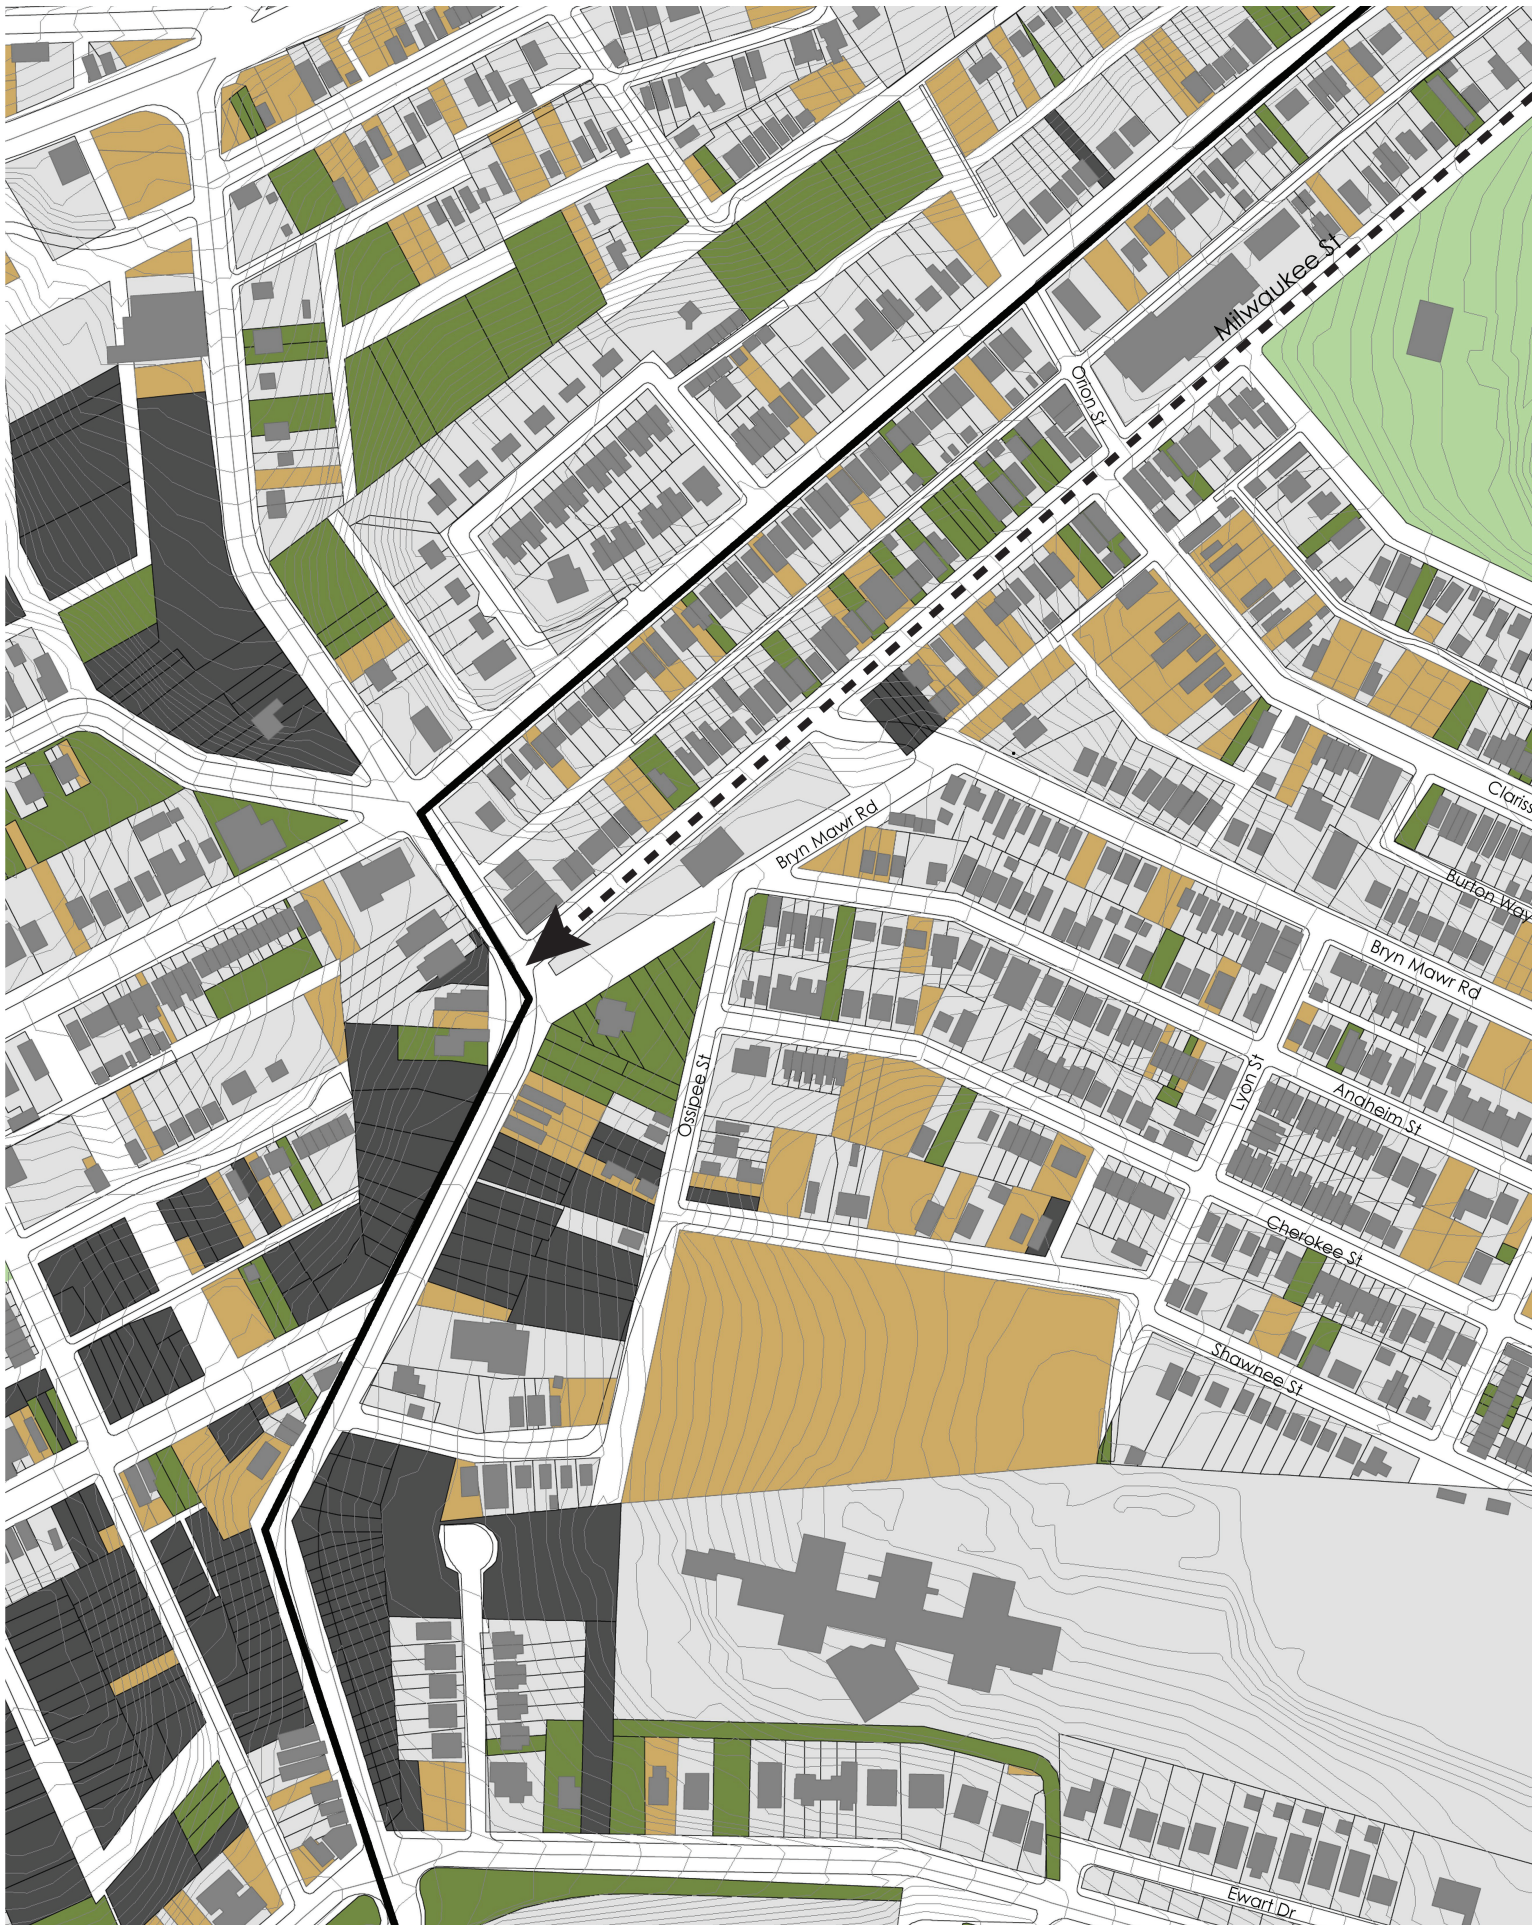 Milwaukee St
Orion St
Clariss
Bryn Mawr Rd
Burton Way
Bryn Mawr Rd
Ossipee St
Lyon St
Anaheim St
Cherokee St
Shawnee St
Ewart Dr